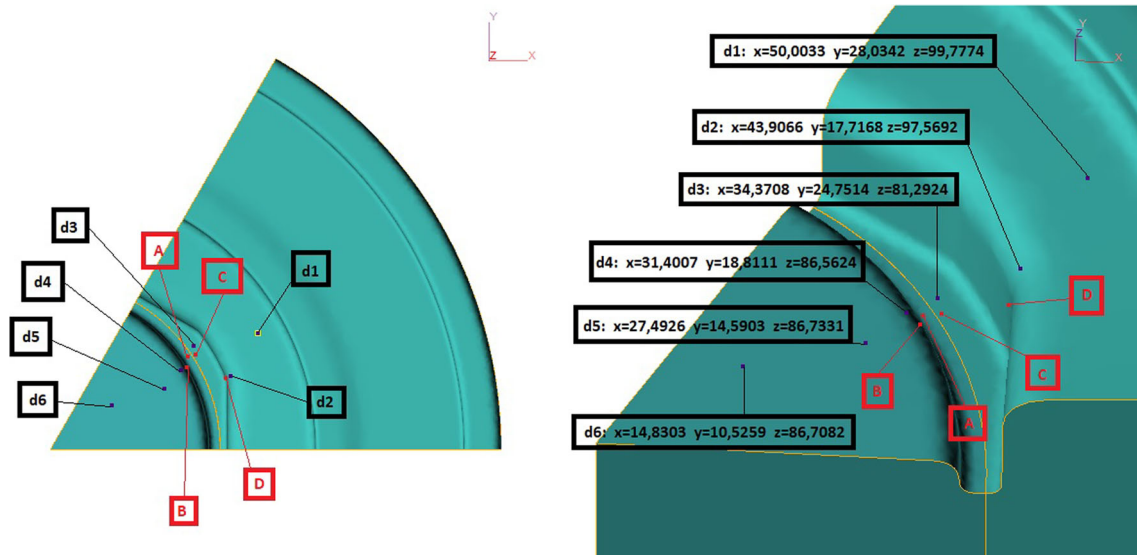 Y
Z
X
d3
A
C
d4
d1
d5
d6
d2
D
B
Y
Z
X
d1: x=50,0033 y=28,0342 z=99,7774
d2: x=43,9066 y=17,7168 z=97,5692
d3: x=34,3708 y=24,7514 z=81,2924
d4: x=31,4007 y=18,8111 z=86,5624
D
d5: x=27,4926 y=14,5903 z=86,7331
C
B
A
d6: x=14,8303 y=10,5259 z=86,7082